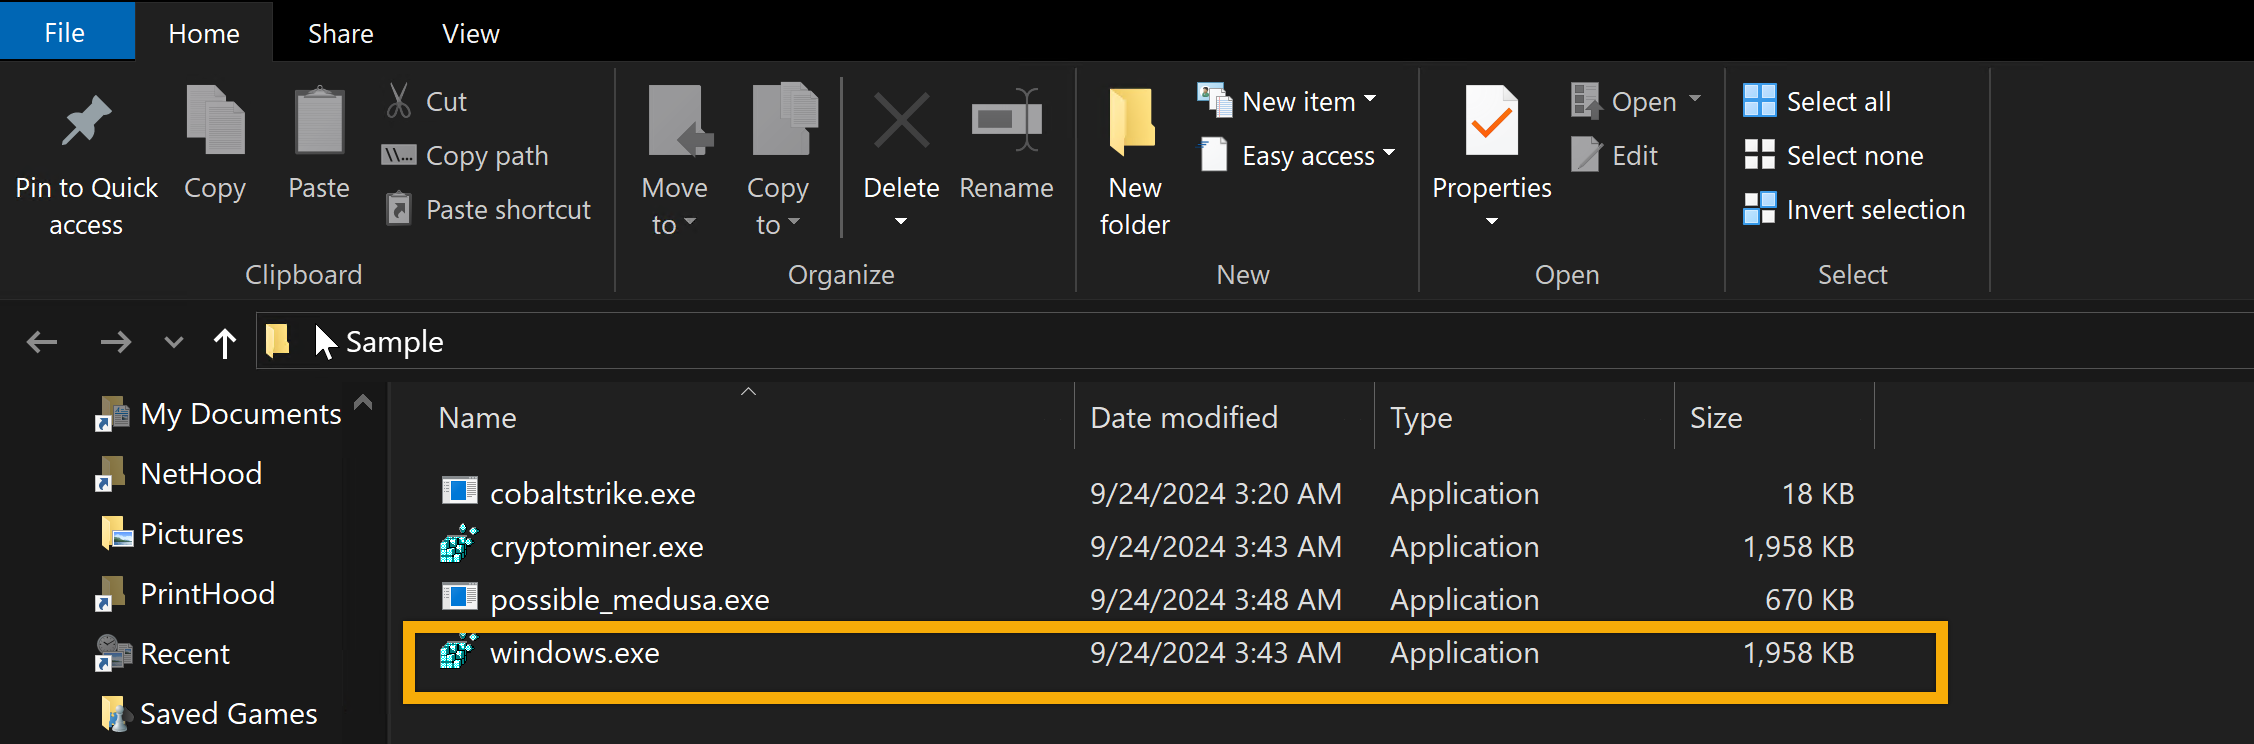 File Home Share View
Pin to Quick access
Copy
Paste
Cut
Copy path
Paste shortcut
Clipboard
Move to
Copy to
Delete
Rename
Organize
New folder
New item
Easy access
New
Properties
Open
Edit
Open
Select all
Select none
Invert selection
Select
Sample
My Documents
NetHood
Pictures
PrintHood
Recent
Saved Games
Name Date modified Type Size
cobaltstrike.exe 9/24/2024 3:20 AM Application 18 KB
cryptominer.exe 9/24/2024 3:43 AM Application 1,958 KB
possible_medusa.exe 9/24/2024 3:48 AM Application 670 KB
windows.exe 9/24/2024 3:43 AM Application 1,958 KB